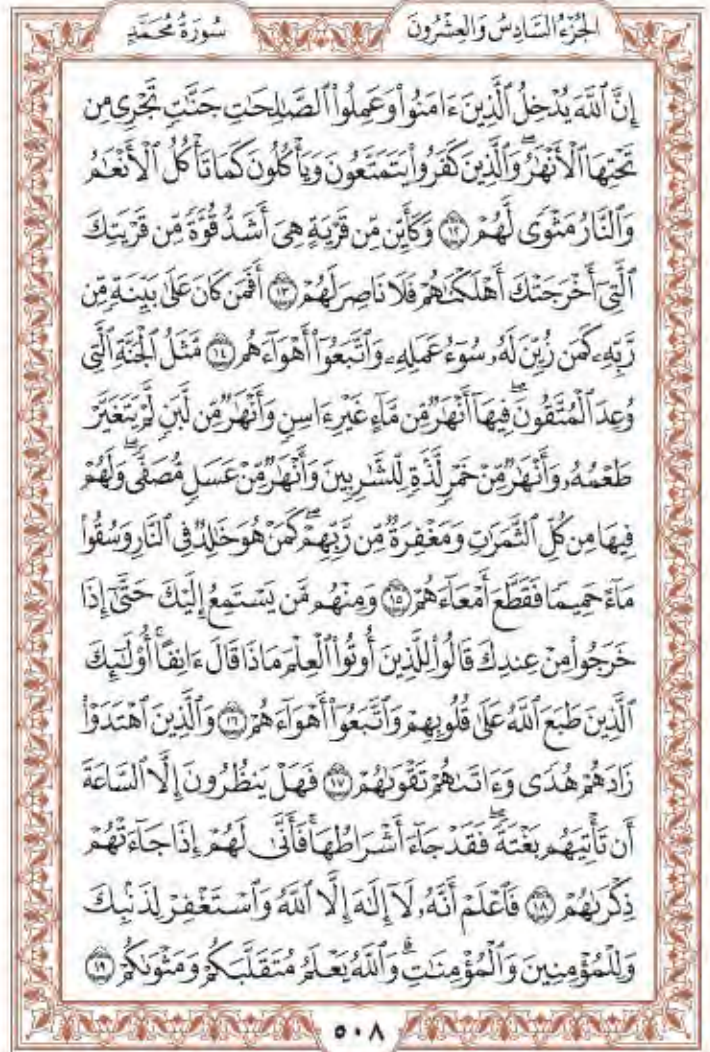 الجُزْءُ السَّادِسُ وَالعِشْرُونَ
سُورَةُ مُحَمَّدٍ
إِنَّ ٱللَّهَ يُدْخِلُ ٱلَّذِينَ ءَامَنُوا۟ وَعَمِلُوا۟ ٱلصَّـٰلِحَـٰتِ جَنَّـٰتٍ تَجْرِى مِن
تَحْتِهَا ٱلْأَنْهَـٰرُ ۖ وَٱلَّذِينَ كَفَرُوا۟ يَتَمَتَّعُونَ وَيَأْكُلُونَ كَمَا تَأْكُلُ ٱلْأَنْعَـٰمُ
وَٱلنَّارُ مَثْوًى لَّهُمْ ١٢ وَكَأَيِّن مِّن قَرْيَةٍ هِىَ أَشَدُّ قُوَّةً مِّن قَرْيَتِكَ
ٱلَّتِىٓ أَخْرَجَتْكَ أَهْلَكْنَـٰهُمْ فَلَا نَاصِرَ لَهُمْ ١٣ أَفَمَن كَانَ عَلَىٰ بَيِّنَةٍ مِّن
رَّبِّهِۦ كَمَن زُيِّنَ لَهُۥ سُوٓءُ عَمَلِهِۦ وَٱتَّبَعُوٓا۟ أَهْوَآءَهُم ١٤ مَّثَلُ ٱلْجَنَّةِ ٱلَّتِى
وُعِدَ ٱلْمُتَّقُونَ ۖ فِيهَآ أَنْهَـٰرٌ مِّن مَّآءٍ غَيْرِ ءَاسِنٍ وَأَنْهَـٰرٌ مِّن لَّبَنٍ لَّمْ يَتَغَيَّرْ
طَعْمُهُۥ وَأَنْهَـٰرٌ مِّنْ خَمْرٍ لَّذَّةٍ لِّلشَّـٰرِبِينَ وَأَنْهَـٰرٌ مِّنْ عَسَلٍ مُّصَفًّى ۖ وَلَهُمْ
فِيهَا مِن كُلِّ ٱلثَّمَرَٰتِ وَمَغْفِرَةٌ مِّن رَّبِّهِمْ ۖ كَمَنْ هُوَ خَـٰلِدٌ فِى ٱلنَّارِ وَسُقُوا۟
مَآءً حَمِيمًا فَقَطَّعَ أَمْعَآءَهُمْ ١٥ وَمِنْهُم مَّن يَسْتَمِعُ إِلَيْكَ حَتَّىٰٓ إِذَا
خَرَجُوا۟ مِنْ عِندِكَ قَالُوا۟ لِلَّذِينَ أُوتُوا۟ ٱلْعِلْمَ مَاذَا قَالَ ءَانِفًا ۚ أُو۟لَـٰٓئِكَ
ٱلَّذِينَ طَبَعَ ٱللَّهُ عَلَىٰ قُلُوبِهِمْ وَٱتَّبَعُوٓا۟ أَهْوَآءَهُمْ ١٦ وَٱلَّذِينَ ٱهْتَدَوْا۟
زَادَهُمْ هُدًى وَءَاتَىٰهُمْ تَقْوَىٰهُمْ ١٧ فَهَلْ يَنظُرُونَ إِلَّا ٱلسَّاعَةَ
أَن تَأْتِيَهُم بَغْتَةً ۖ فَقَدْ جَآءَ أَشْرَاطُهَا ۚ فَأَنَّىٰ لَهُمْ إِذَا جَآءَتْهُمْ
ذِكْرَىٰهُمْ ١٨ فَٱعْلَمْ أَنَّهُۥ لَآ إِلَـٰهَ إِلَّا ٱللَّهُ وَٱسْتَغْفِرْ لِذَنۢبِكَ
وَلِلْمُؤْمِنِينَ وَٱلْمُؤْمِنَـٰتِ ۗ وَٱللَّهُ يَعْلَمُ مُتَقَلَّبَكُمْ وَمَثْوَىٰكُمْ ١٩
٥٠٨